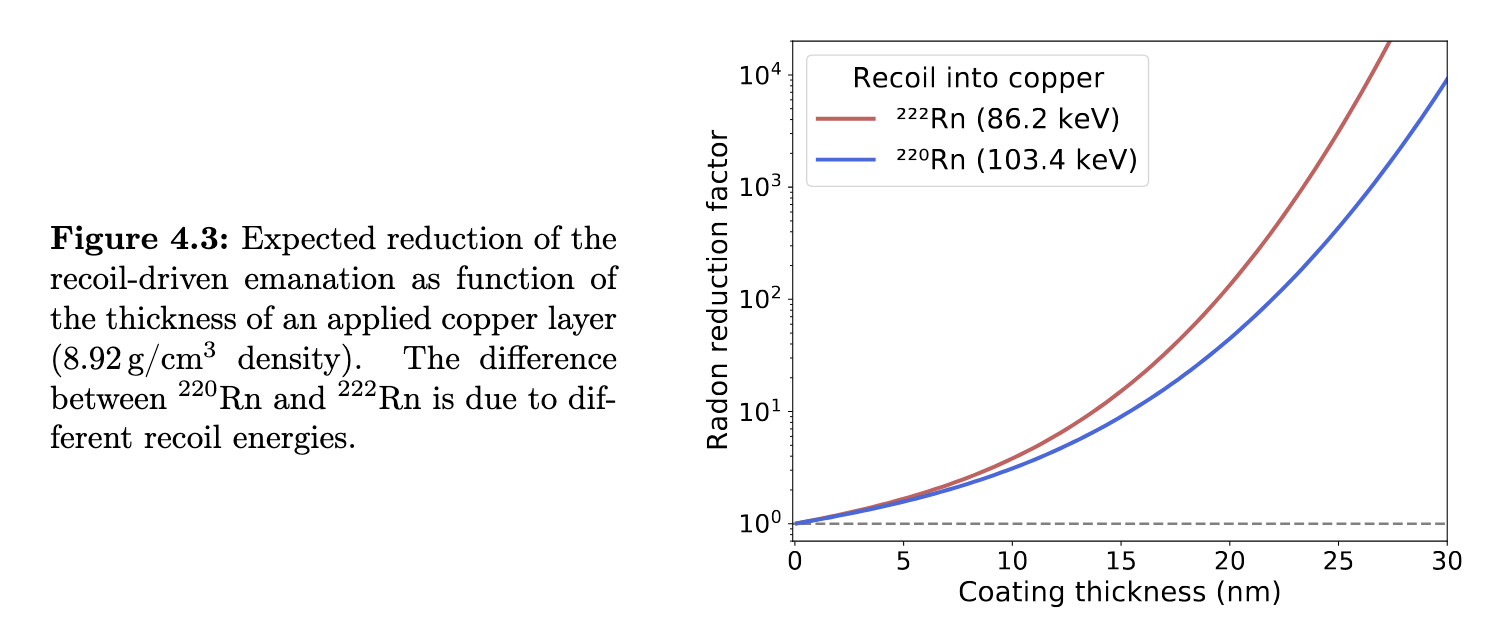 Figure 4.3: Expected reduction of the
recoil-driven emanation as function of
the thickness of an applied copper layer
(8.92 g/cm³ density). The difference
between ²²⁰Rn and ²²²Rn is due to dif-
ferent recoil energies.
Radon reduction factor
10⁴
10³
10²
10¹
10⁰
Recoil into copper
²²²Rn (86.2 keV)
²²⁰Rn (103.4 keV)
0 5 10 15 20 25 30
Coating thickness (nm)